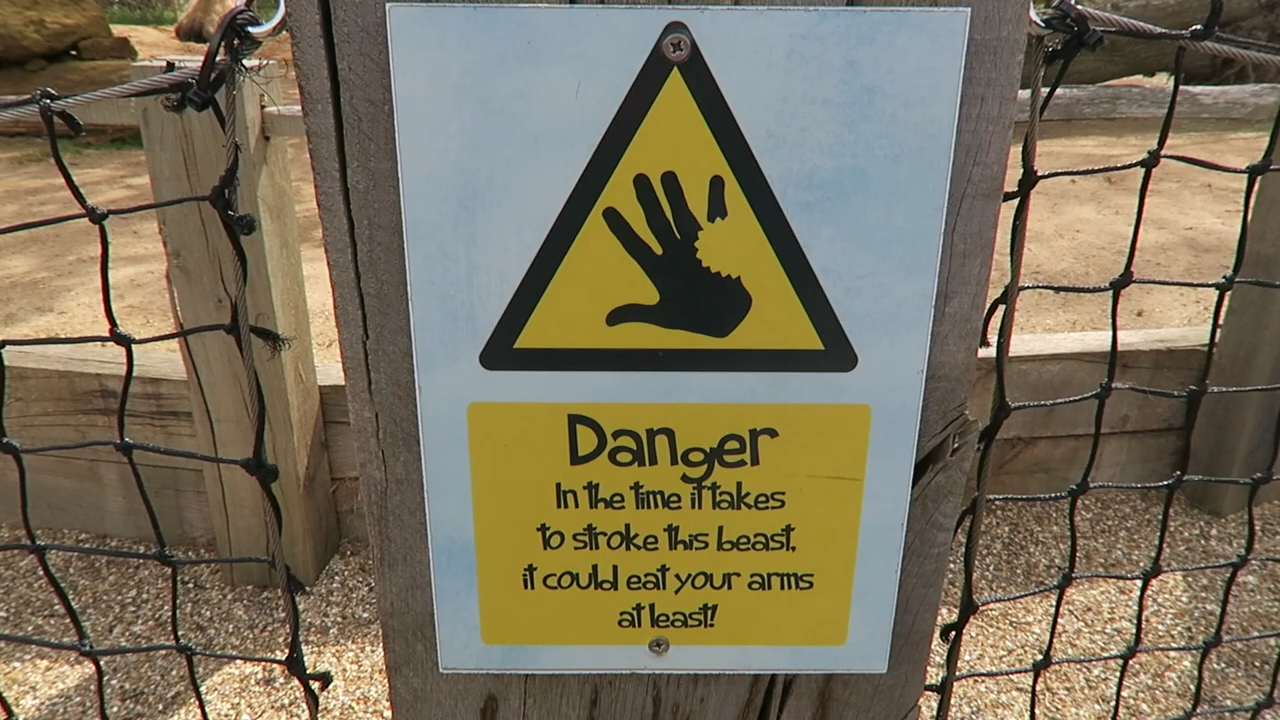 Danger
In the time it takes
to stroke this beast,
it could eat your arms
at least!